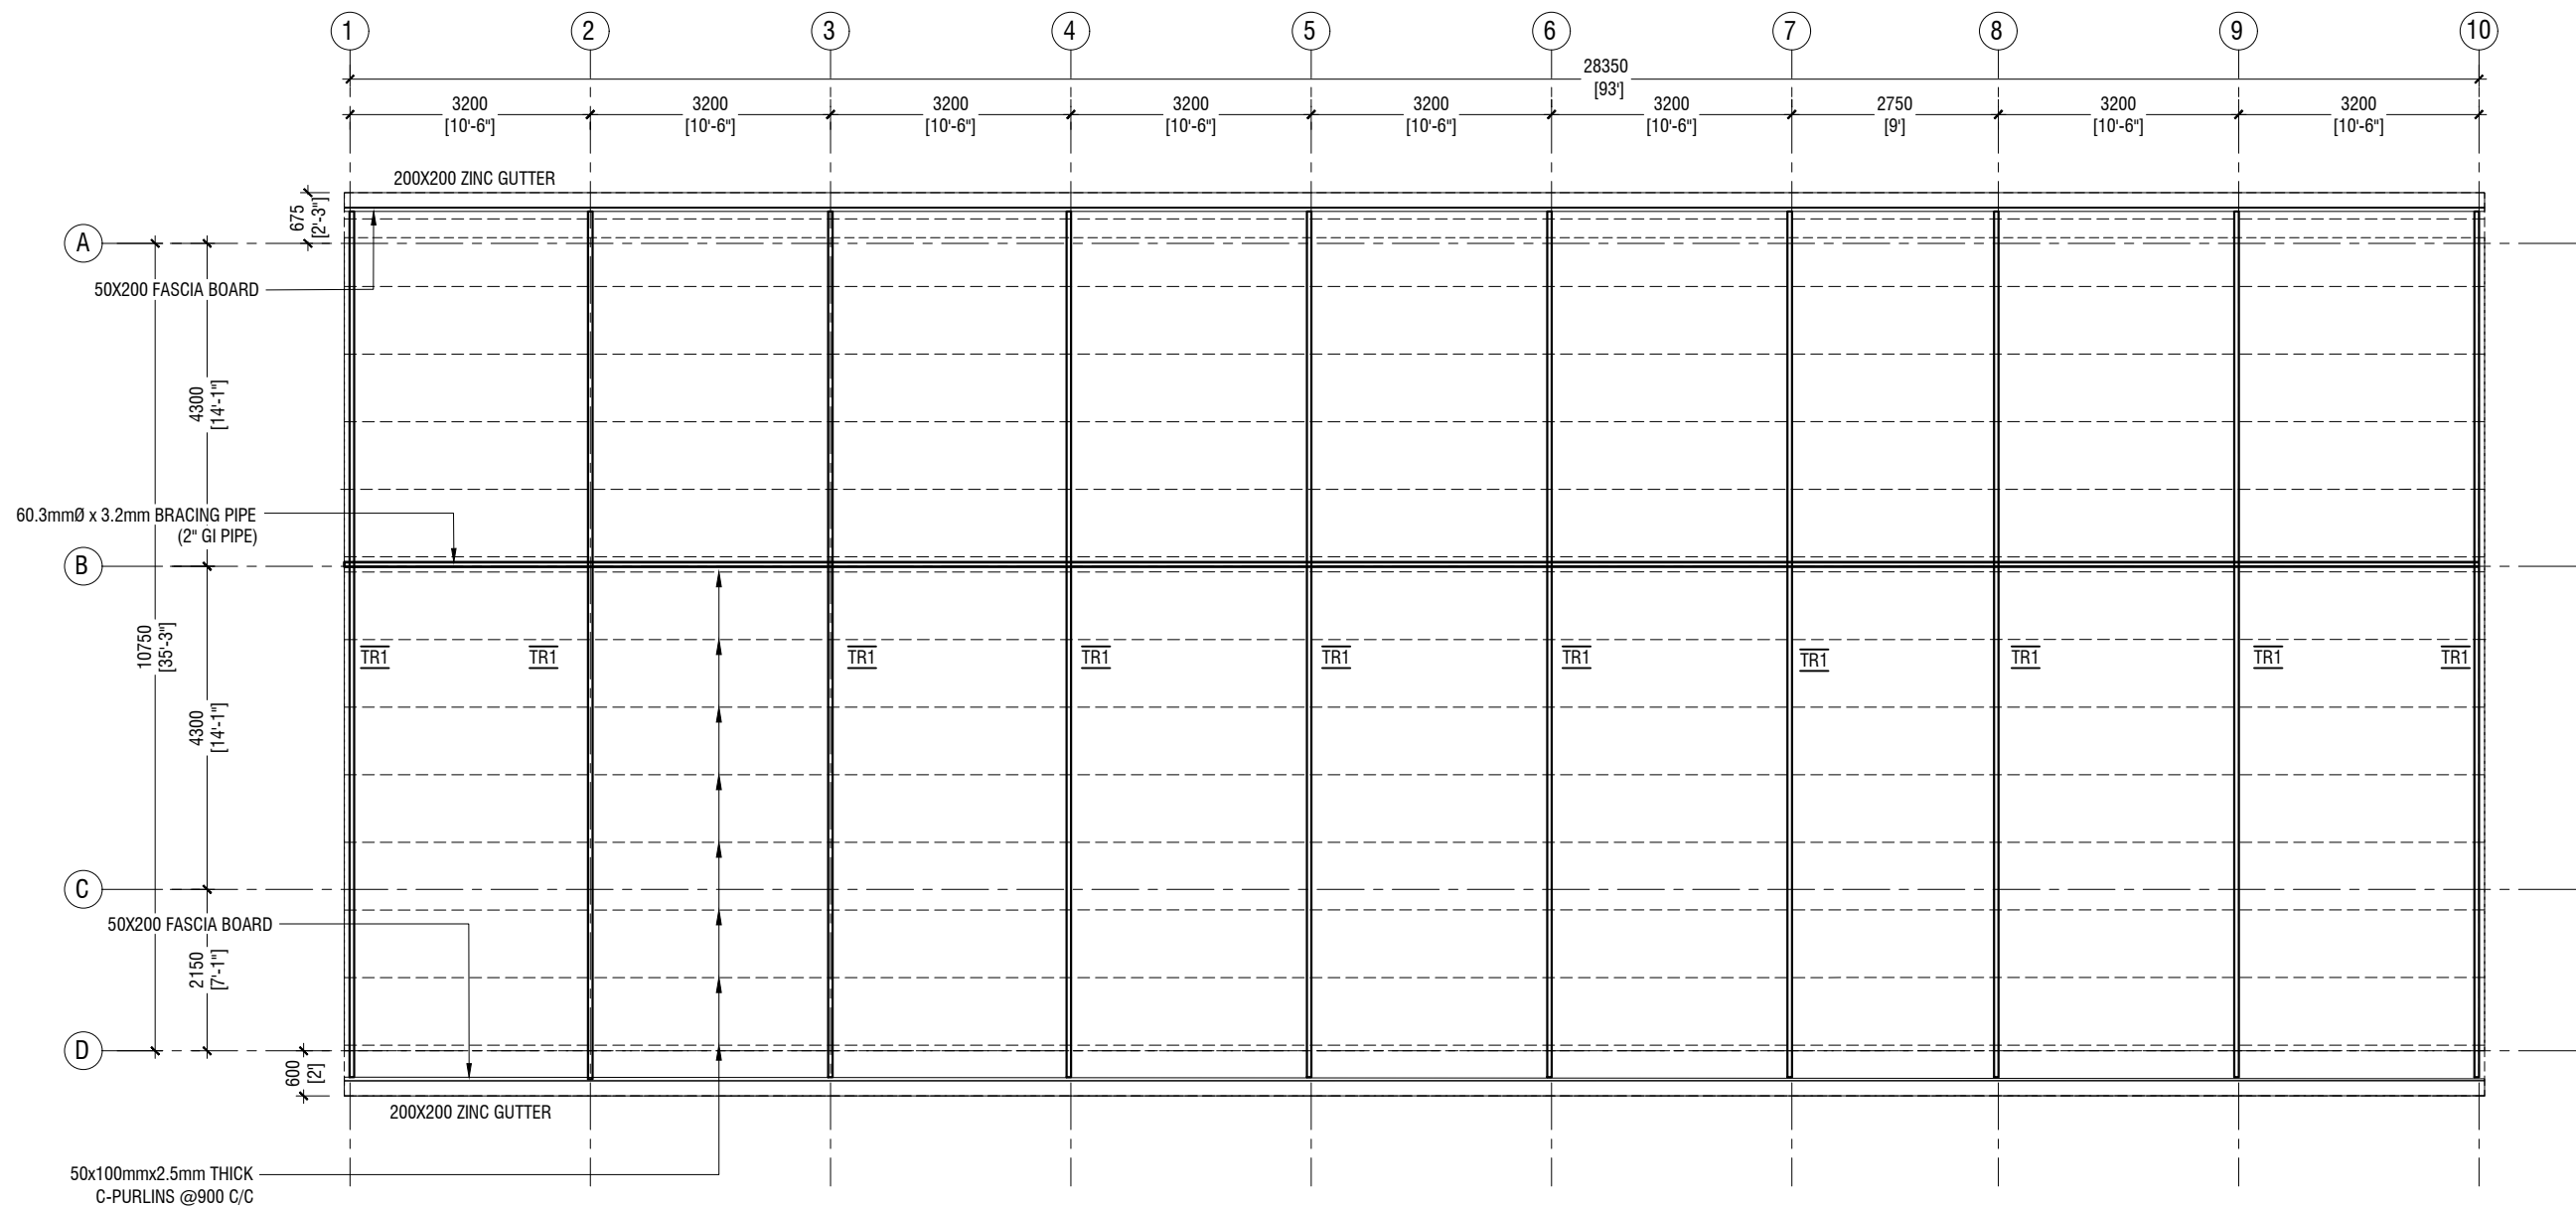 1 2 3 4 5 6 7 8 9 10
28350
[93']
3200 3200 3200 3200 3200 3200 2750 3200 3200
[10'-6"] [10'-6"] [10'-6"] [10'-6"] [10'-6"] [10'-6"] [9'] [10'-6"] [10'-6"]
200X200 ZINC GUTTER
675
[2'-3"]
A
50X200 FASCIA BOARD
4300
[14'-1"]
60.3mmØ x 3.2mm BRACING PIPE
(2" GI PIPE)
B
10750
[35'-3"]
TR1 TR1 TR1 TR1 TR1 TR1 TR1 TR1 TR1 TR1
4300
[14'-1"]
C
50X200 FASCIA BOARD
2150
[7'-1"]
D
600
[2']
200X200 ZINC GUTTER
50x100mmx2.5mm THICK
C-PURLINS @900 C/C